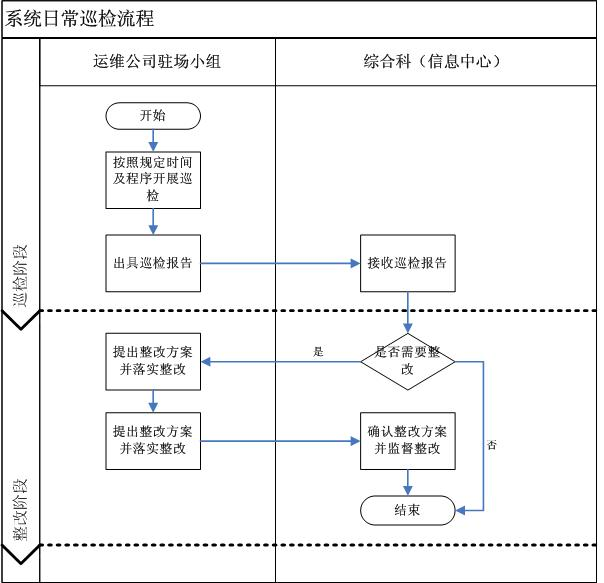 系统日常巡检流程
运维公司驻场小组
综合科（信息中心）
开始
按照规定时间
及程序开展巡
检
出具巡检报告
接收巡检报告
巡检阶段
提出整改方案
并落实整改
是
是否需要整
改
提出整改方案
并落实整改
确认整改方案
并监督整改
否
结束
整改阶段